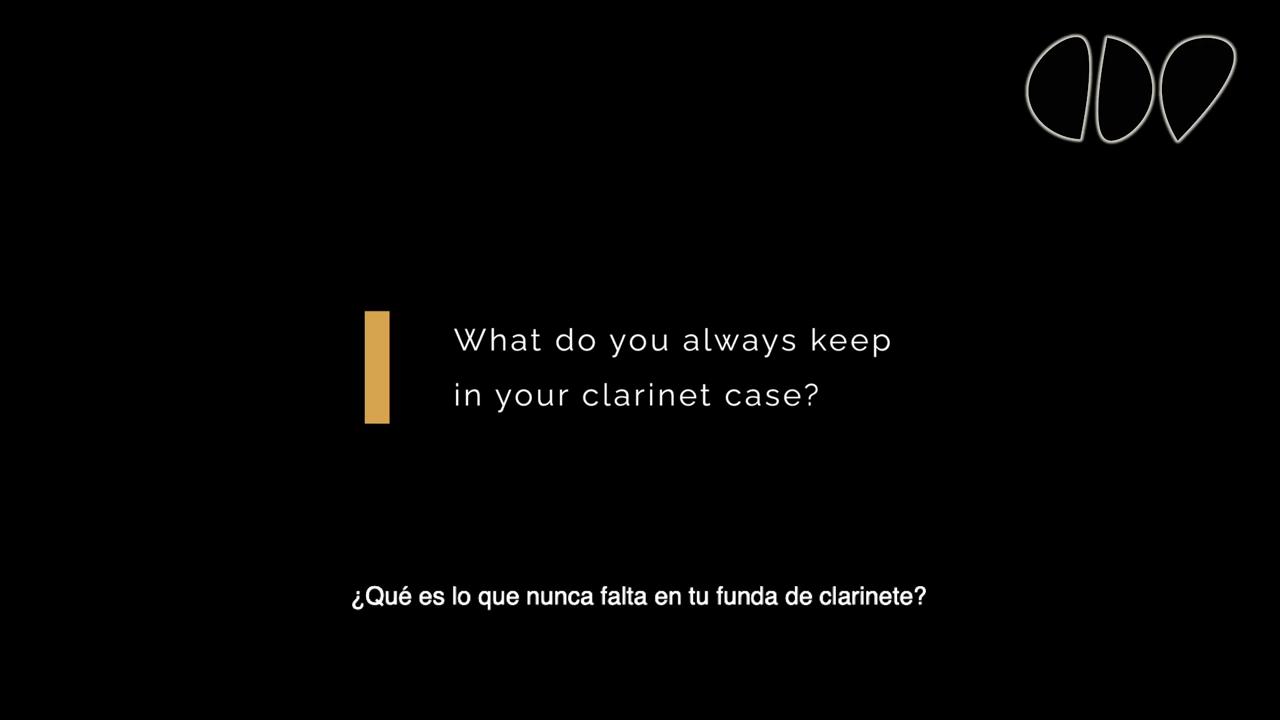 What do you always keep
in your clarinet case?
¿Qué es lo que nunca falta en tu funda de clarinete?